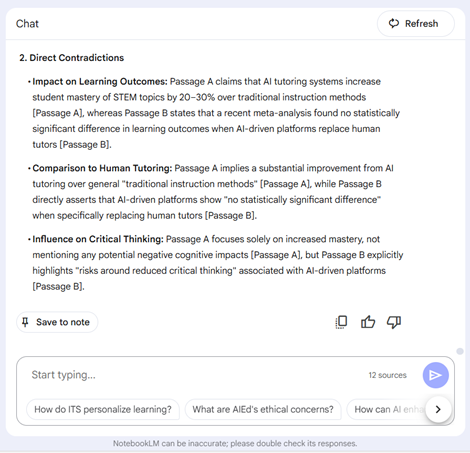 Chat
Refresh
2. Direct Contradictions
• Impact on Learning Outcomes: Passage A claims that AI tutoring systems increase
student mastery of STEM topics by 20–30% over traditional instruction methods
[Passage A], whereas Passage B states that a recent meta-analysis found no statistically
significant difference in learning outcomes when AI-driven platforms replace human
tutors [Passage B].
• Comparison to Human Tutoring: Passage A implies a substantial improvement from AI
tutoring over general "traditional instruction methods" [Passage A], while Passage B
directly asserts that AI-driven platforms show "no statistically significant difference"
when specifically replacing human tutors [Passage B].
• Influence on Critical Thinking: Passage A focuses solely on increased mastery, not
mentioning any potential negative cognitive impacts [Passage A], but Passage B explicitly
highlights "risks around reduced critical thinking" associated with AI-driven platforms
[Passage B].
Save to note
Start typing...
12 sources
How do ITS personalize learning?
What are AIEd's ethical concerns?
How can AI enha
NotebookLM can be inaccurate; please double check its responses.